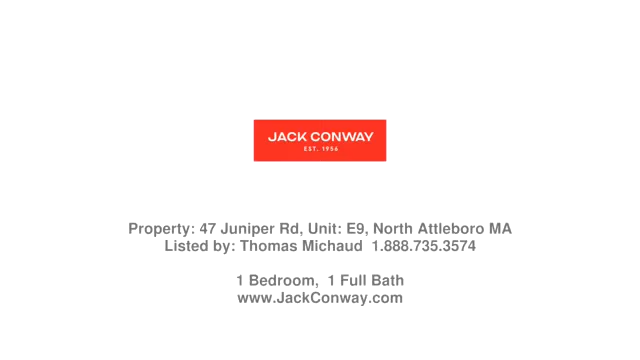 JACK CONWAY
EST. 1956
Property: 47 Juniper Rd, Unit: E9, North Attleboro MA
Listed by: Thomas Michaud  1.888.735.3574
1 Bedroom,  1 Full Bath
www.JackConway.com